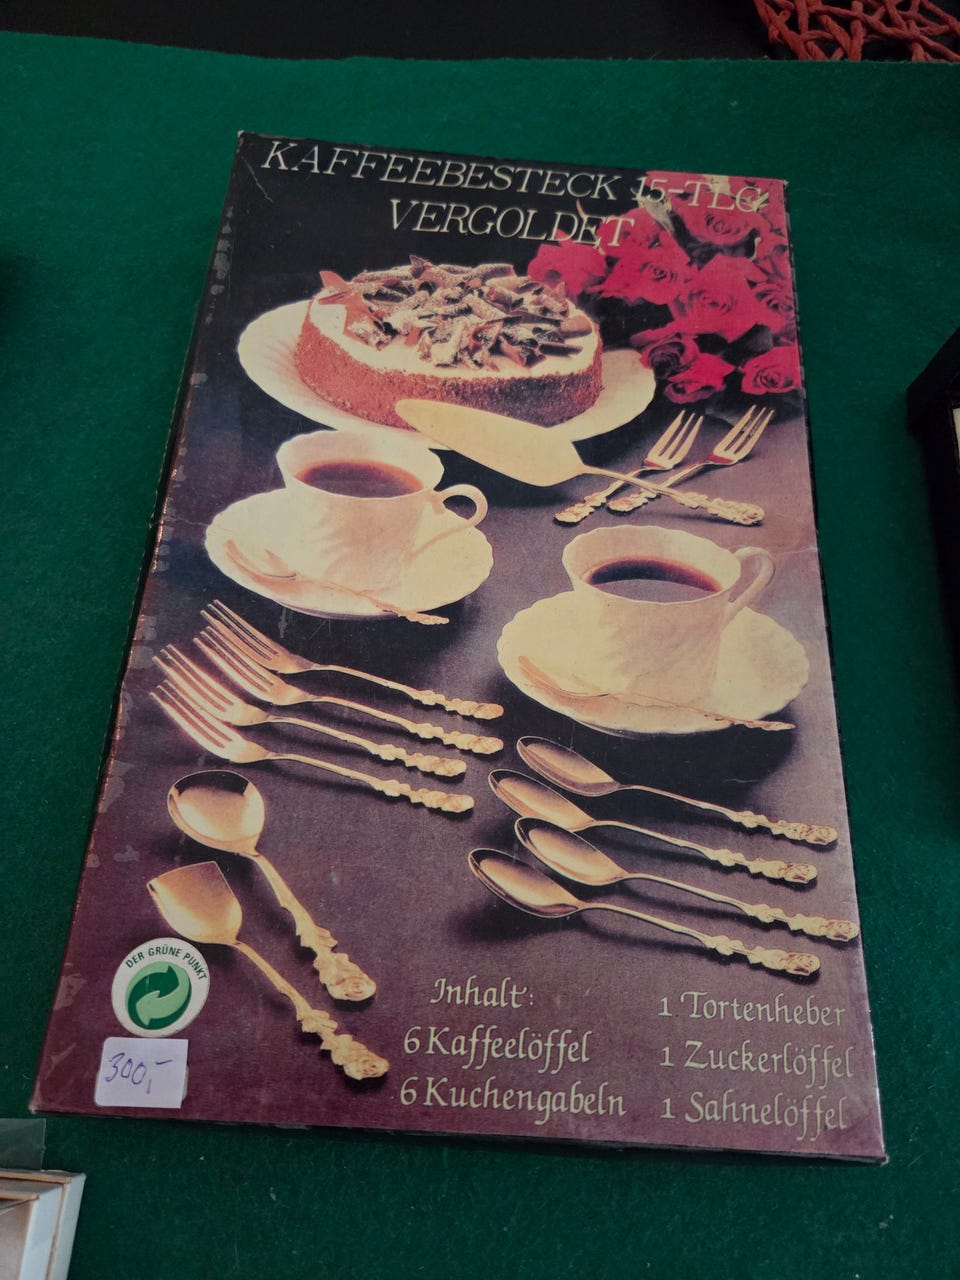 KAFFEEBESTECK 15-TLG.
VERGOLDET
DER GRÜNE PUNKT
300,-
Inhalt:
6 Kaffeelöffel
6 Kuchengabeln
1 Tortenheber
1 Zuckerlöffel
1 Sahnelöffel